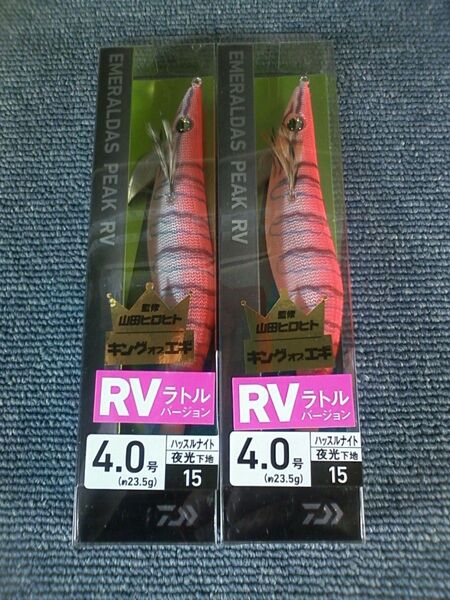 EMERALDAS PEAK RV
監修
山田ヒロヒト
キングオブエギ
RV ラトル
バージョン
4.0号
(約23.5g)
ハッスルナイト
夜光下地
15
EMERALDAS PEAK RV
監修
山田ヒロヒト
キングオブエギ
RV ラトル
バージョン
4.0号
(約23.5g)
ハッスルナイト
夜光下地
15